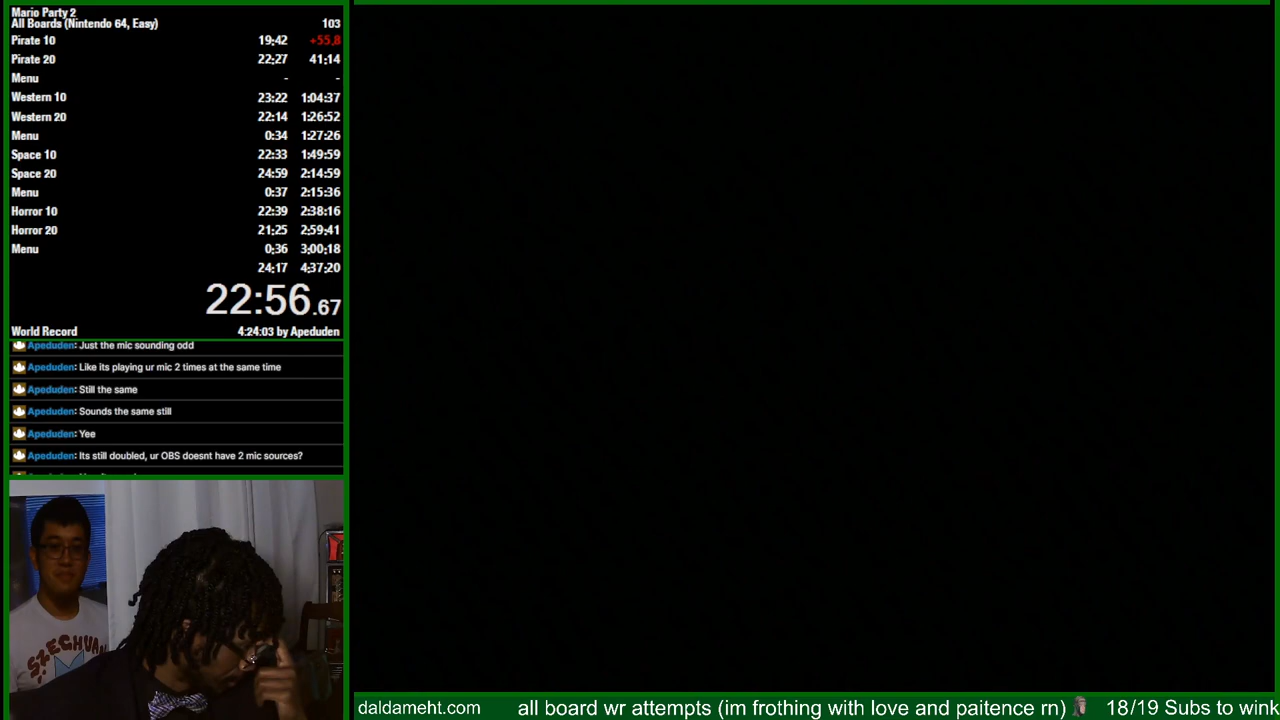 Mario Party 2
All Boards (Nintendo 64, Easy) 103
Pirate 10 19:42 +55.8
Pirate 20 22:27 41:14
Menu - -
Western 10 23:22 1:04:37
Western 20 22:14 1:26:52
Menu 0:34 1:27:26
Space 10 22:33 1:49:59
Space 20 24:59 2:14:59
Menu 0:37 2:15:36
Horror 10 22:39 2:38:16
Horror 20 21:25 2:59:41
Menu 0:36 3:00:18
24:17 4:37:20
22:56.67
World Record 4:24:03 by Apeduden
Apeduden: Just the mic sounding odd
Apeduden: Like its playing ur mic 2 times at the same time
Apeduden: Still the same
Apeduden: Sounds the same still
Apeduden: Yee
Apeduden: Its still doubled, ur OBS doesnt have 2 mic sources?
SZECHUAN
daldameht.com all board wr attempts (im frothing with love and paitence rn) 18/19 Subs to wink